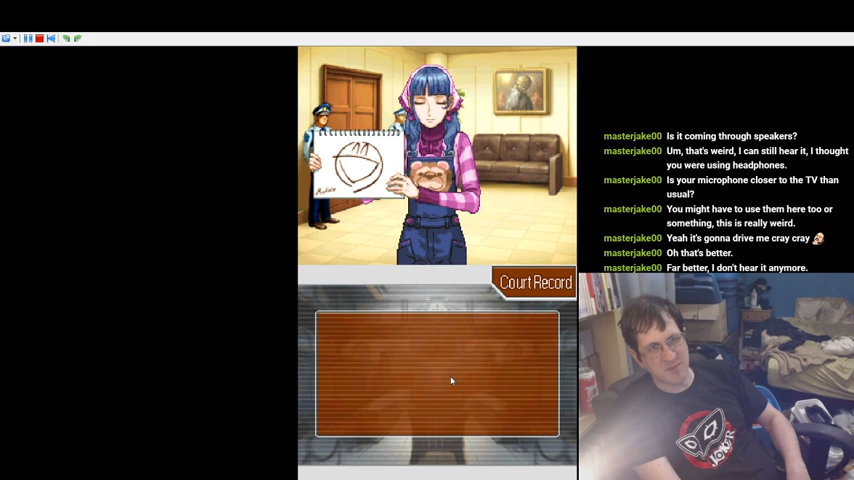 masterjake00 Is it coming through speakers?
masterjake00 Um, that's weird, I can still hear it, I thought
you were using headphones.
masterjake00 Is your microphone closer to the TV than
usual?
masterjake00 You might have to use them here too or
something, this is really weird.
masterjake00 Yeah it's gonna drive me cray cray
masterjake00 Oh that's better.
masterjake00 Far better, I don't hear it anymore.
Court Record
JOKER